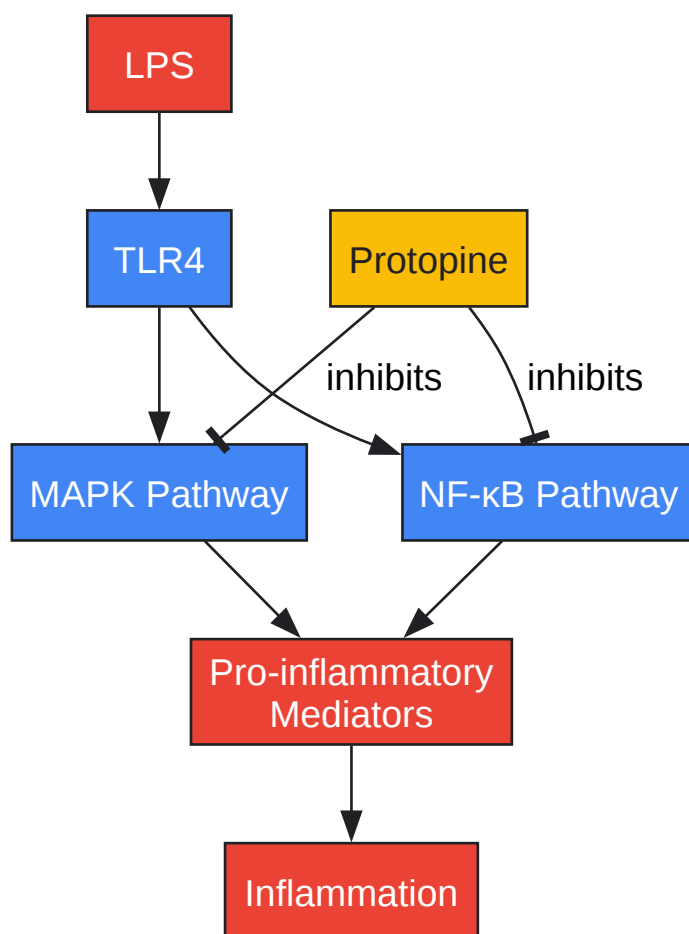 LPS
TLR4
Protopine
inhibits
inhibits
MAPK Pathway
NF-κB Pathway
Pro-inflammatory
Mediators
Inflammation